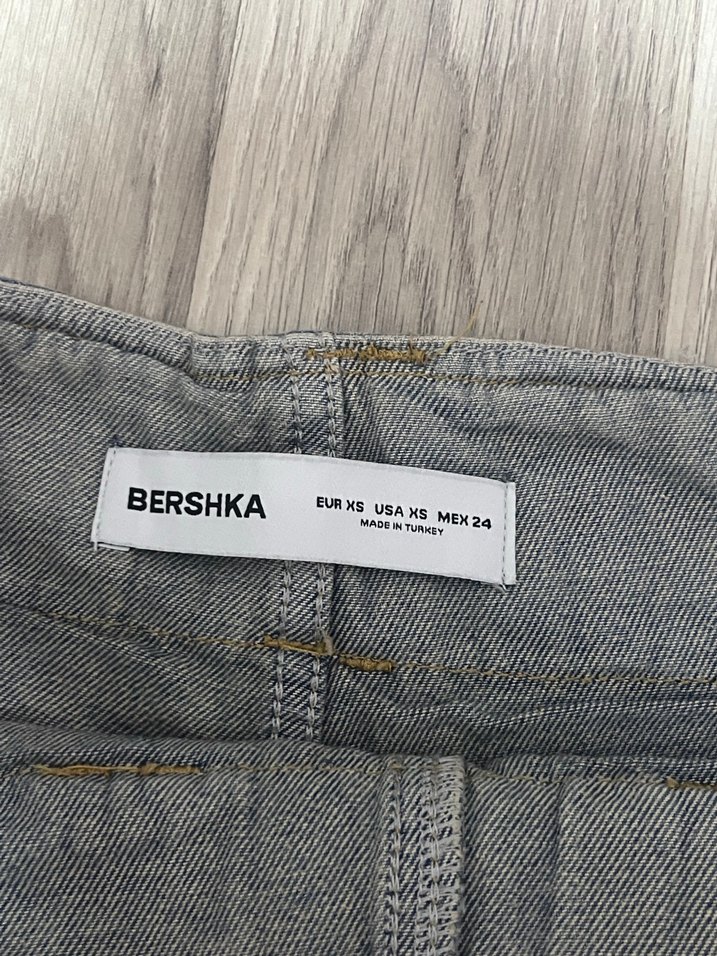 BERSHKA
EUR XS USA XS MEX 24
MADE IN TURKEY